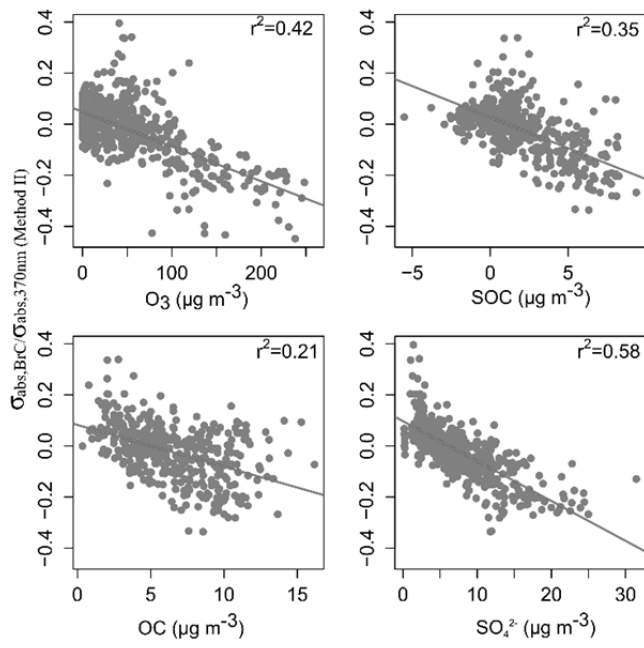 σabs,BrC/σabs,370nm (Method II)
0.4
0.2
0.0
−0.2
−0.4
r²=0.42
0 100 200
O₃ (µg m⁻³)
0.4
0.2
0.0
−0.2
−0.4
r²=0.35
−5 0 5
SOC (µg m⁻³)
0.4
0.2
0.0
−0.2
−0.4
r²=0.21
0 5 10 15
OC (µg m⁻³)
0.4
0.2
0.0
−0.2
−0.4
r²=0.58
0 10 20 30
SO₄²⁻ (µg m⁻³)